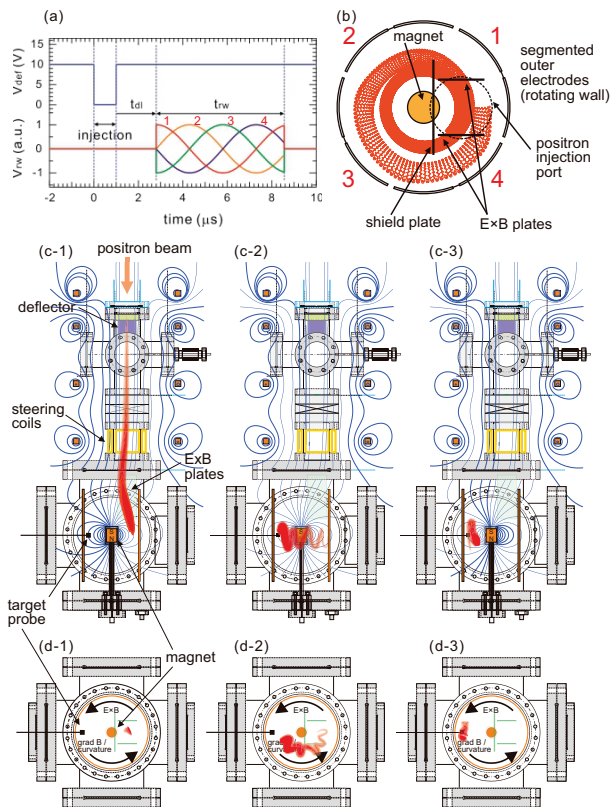 (a)
15
10
5
0
V_def (V)
t_dl
t_rw
injection
1
0
-1
V_rw (a.u.)
1
2
3
4
-4
-2
0
2
4
6
8
10
time (μs)
(b)
2
1
magnet
segmented
outer
electrodes
(rotating wall)
positron
injection
port
3
4
shield plate
E×B plates
(c-1)
(c-2)
(c-3)
positron beam
deflector
steering
coils
ExB
plates
target
probe
magnet
(d-1)
(d-2)
(d-3)
E×B
grad B /
curvature
E×B
grad B /
curvature
E×B
grad B /
curvature